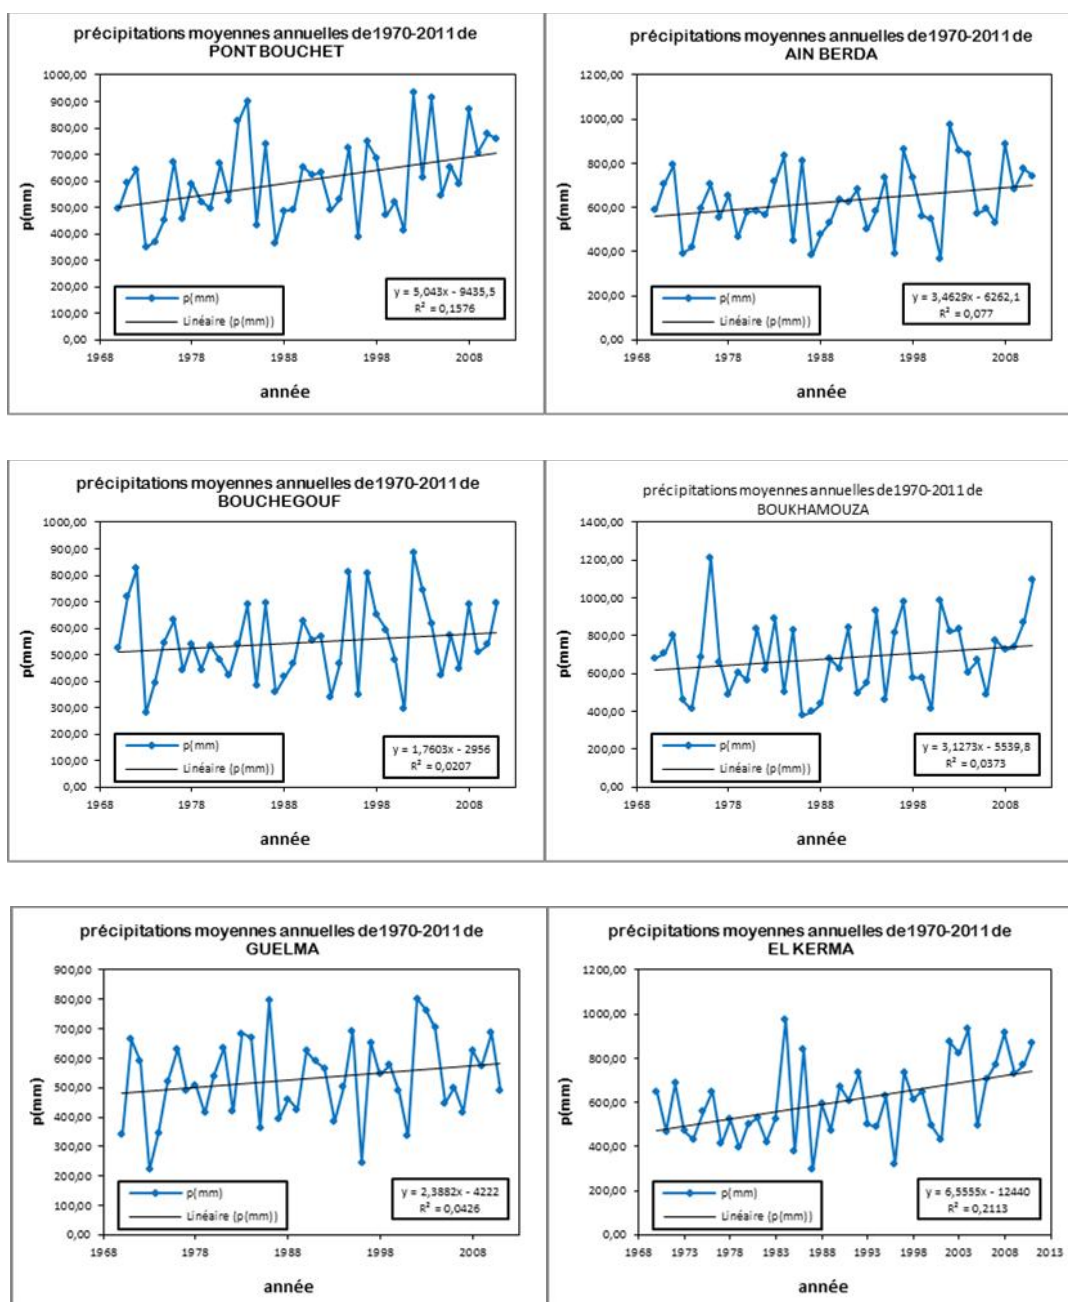 précipitations moyennes annuelles de1970-2011 de
PONT BOUCHET
1000,00
900,00
800,00
700,00
600,00
500,00
400,00
300,00
200,00
100,00
0,00
p(mm)
p(mm)
Linéaire (p(mm))
y = 5,043x - 9435,5
R² = 0,1576
1968 1978 1988 1998 2008
année
précipitations moyennes annuelles de1970-2011 de
AIN BERDA
1200,00
1000,00
800,00
600,00
400,00
200,00
0,00
p(mm)
p(mm)
Linéaire (p(mm))
y = 3,4629x - 6262,1
R² = 0,077
1968 1978 1988 1998 2008
année
précipitations moyennes annuelles de1970-2011 de
BOUCHEGOUF
1000,00
900,00
800,00
700,00
600,00
500,00
400,00
300,00
200,00
100,00
0,00
p(mm)
p(mm)
Linéaire (p(mm))
y = 1,7603x - 2956
R² = 0,0207
1968 1978 1988 1998 2008
année
précipitations moyennes annuelles de1970-2011 de
BOUKHAMOUZA
1400,00
1200,00
1000,00
800,00
600,00
400,00
200,00
0,00
p(mm)
p(mm)
Linéaire (p(mm))
y = 3,1273x - 5539,8
R² = 0,0373
1968 1978 1988 1998 2008
année
précipitations moyennes annuelles de1970-2011 de
GUELMA
900,00
800,00
700,00
600,00
500,00
400,00
300,00
200,00
100,00
0,00
p(mm)
p(mm)
Linéaire (p(mm))
y = 2,3882x - 4222
R² = 0,0426
1968 1978 1988 1998 2008
année
précipitations moyennes annuelles de1970-2011 de
EL KERMA
1200,00
1000,00
800,00
600,00
400,00
200,00
0,00
p(mm)
p(mm)
Linéaire (p(mm))
y = 6,5555x - 12440
R² = 0,2113
1968 1973 1978 1983 1988 1993 1998 2003 2008 2013
année